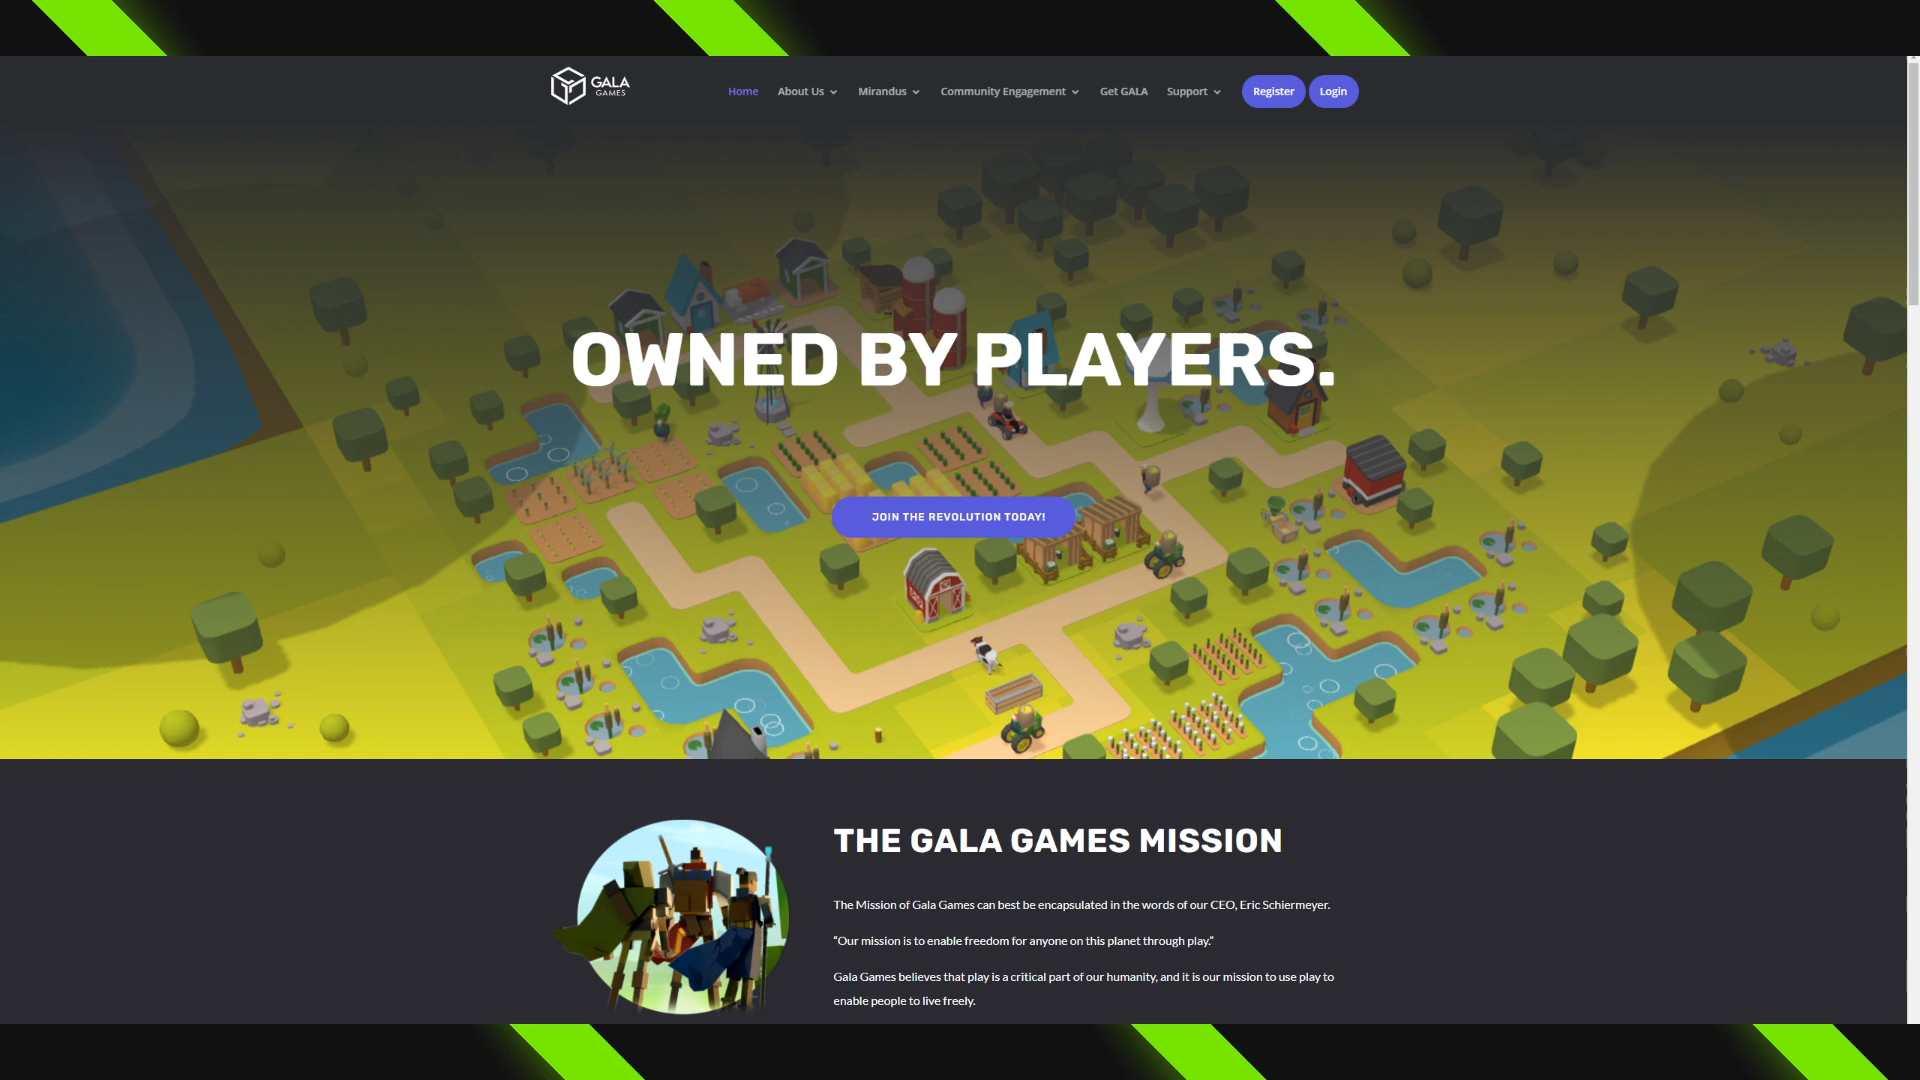 GALA
GAMES
Home About Us Mirandus Community Engagement Get GALA Support Register Login
OWNED BY PLAYERS.
JOIN THE REVOLUTION TODAY!
THE GALA GAMES MISSION
The Mission of Gala Games can best be encapsulated in the words of our CEO, Eric Schiermeyer.
“Our mission is to enable freedom for anyone on this planet through play.”
Gala Games believes that play is a critical part of our humanity, and it is our mission to use play to
enable people to live freely.